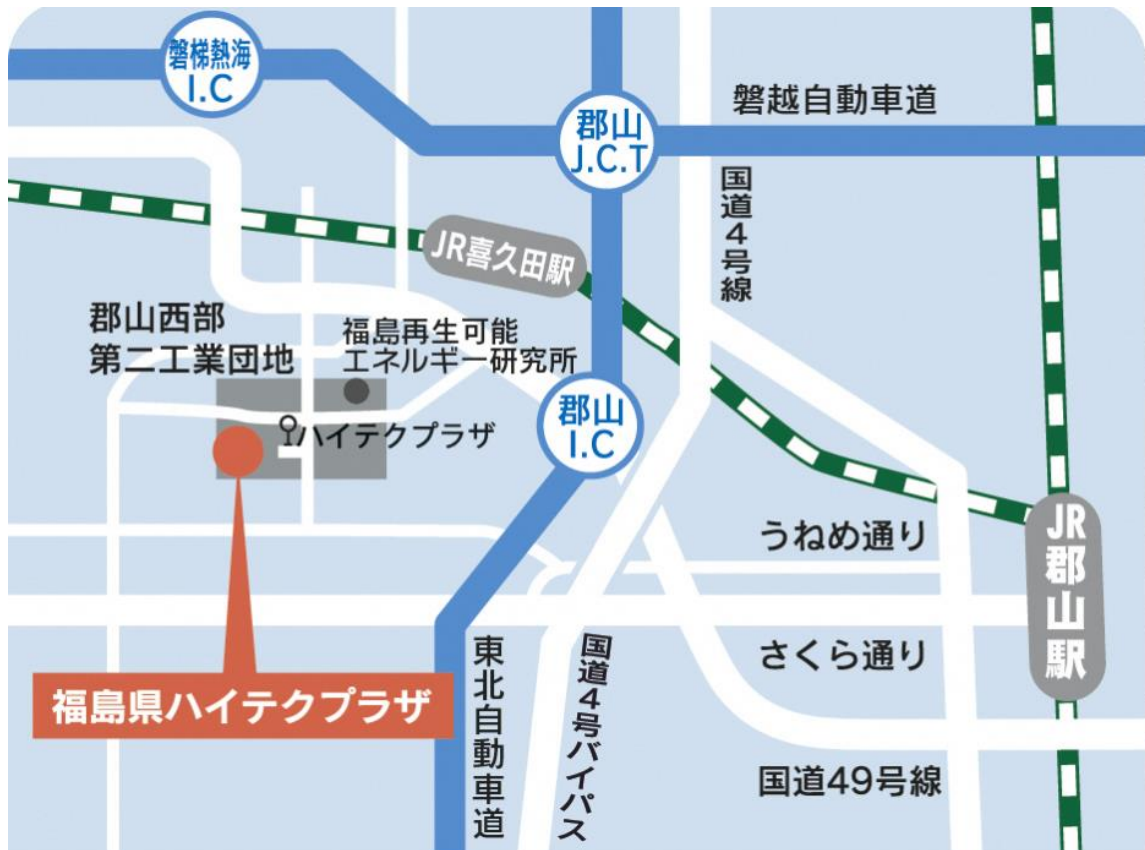 磐梯熱海
I.C
郡山
J.C.T
磐越自動車道
国道4号線
JR喜久田駅
郡山西部
第二工業団地
福島再生可能
エネルギー研究所
郡山
I.C
ハイテクプラザ
うねめ通り
JR郡山駅
さくら通り
福島県ハイテクプラザ
東北自動車道
国道4号バイパス
国道49号線